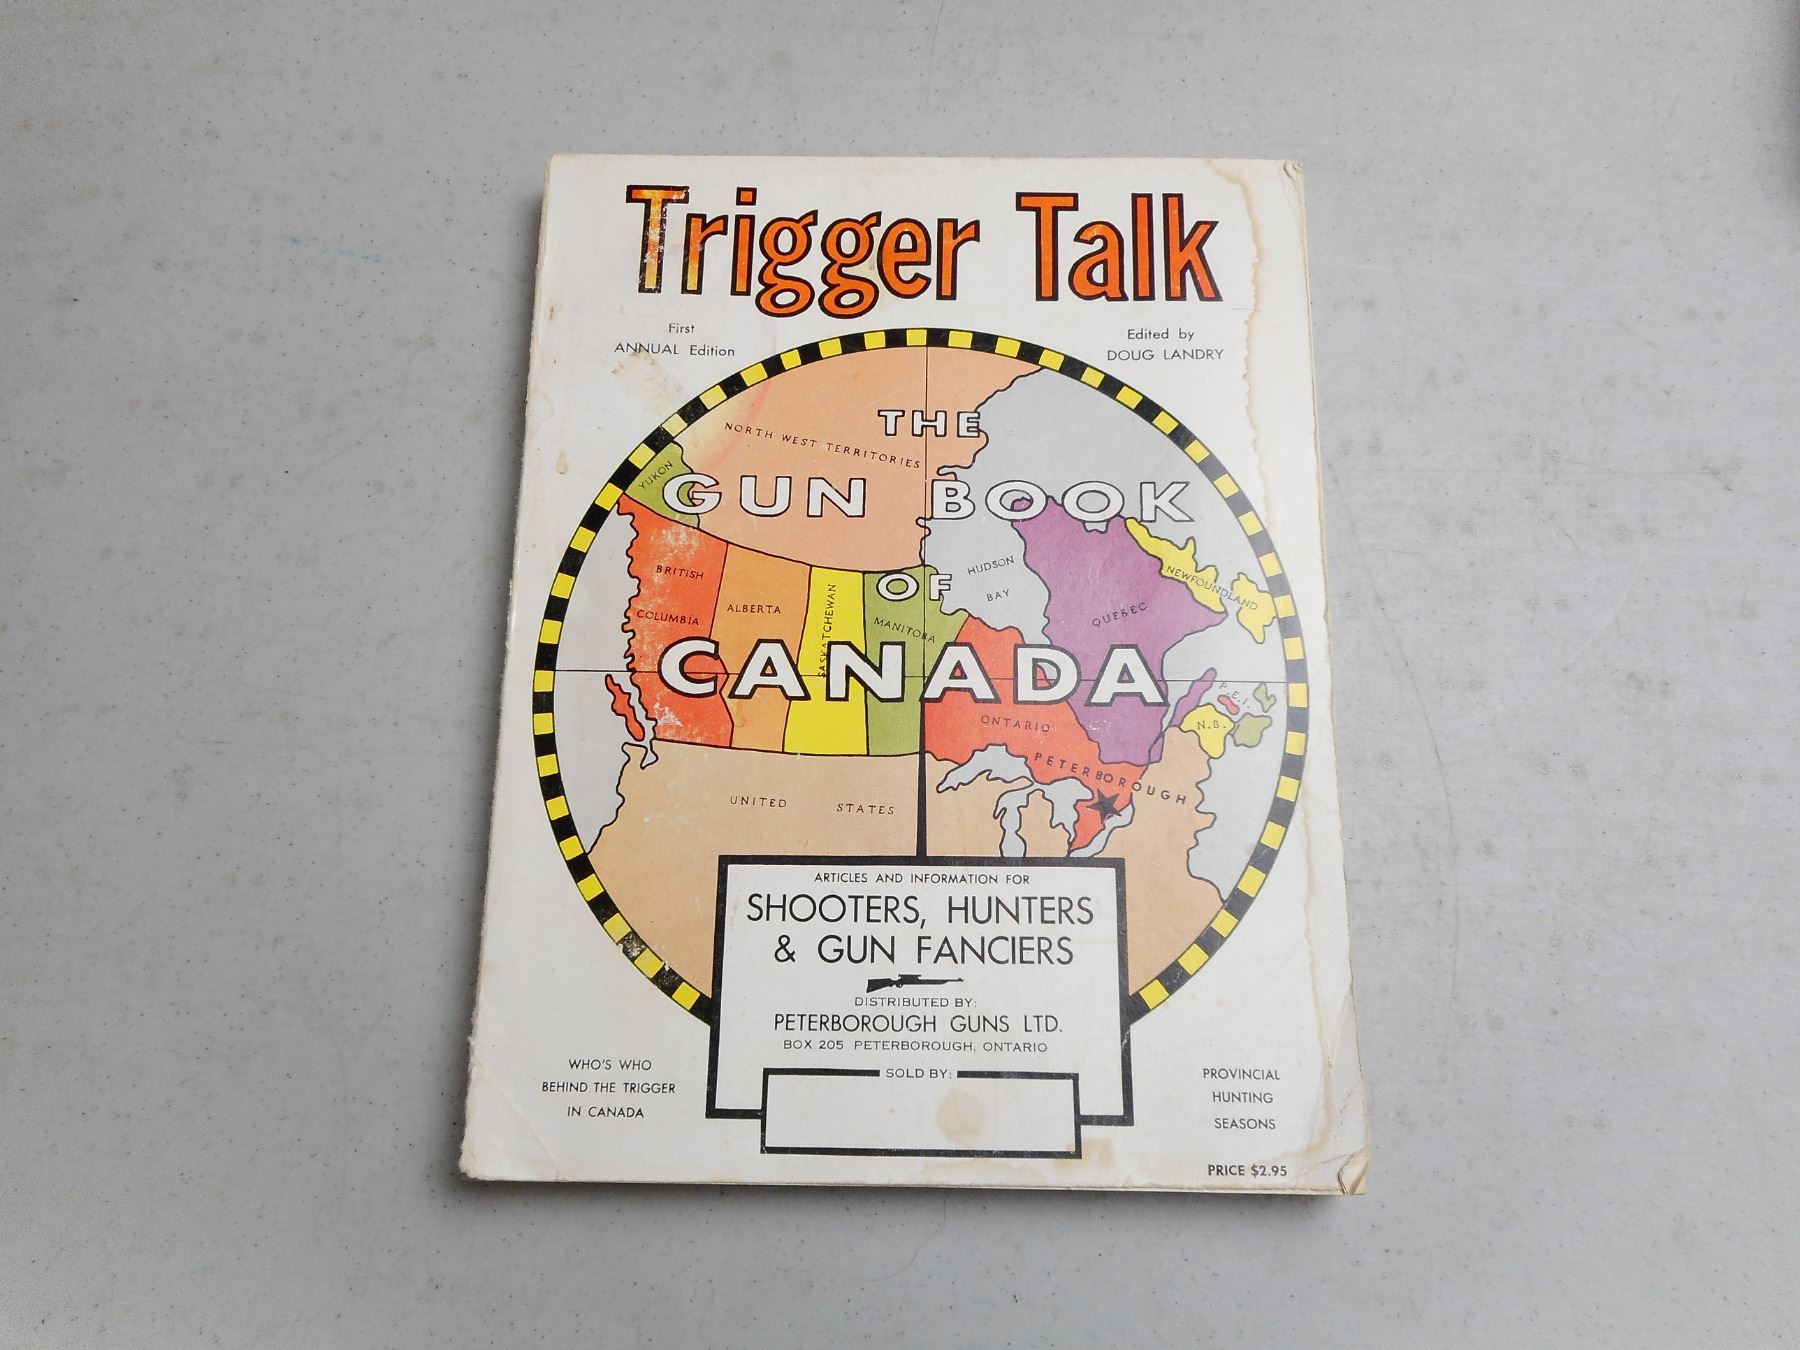 Trigger Talk
First
ANNUAL Edition
Edited by
DOUG LANDRY
THE
GUN BOOK
OF
CANADA
NORTH WEST TERRITORIES
YUKON
BRITISH
COLUMBIA
ALBERTA
SASKATCHEWAN
MANITOBA
HUDSON
BAY
QUEBEC
NEWFOUNDLAND
P.E.I.
N.B.
ONTARIO
PETERBOROUGH
UNITED STATES
ARTICLES AND INFORMATION FOR
SHOOTERS, HUNTERS
& GUN FANCIERS
DISTRIBUTED BY:
PETERBOROUGH GUNS LTD.
BOX 205 PETERBOROUGH, ONTARIO
SOLD BY:
WHO'S WHO
BEHIND THE TRIGGER
IN CANADA
PROVINCIAL
HUNTING
SEASONS
PRICE $2.95